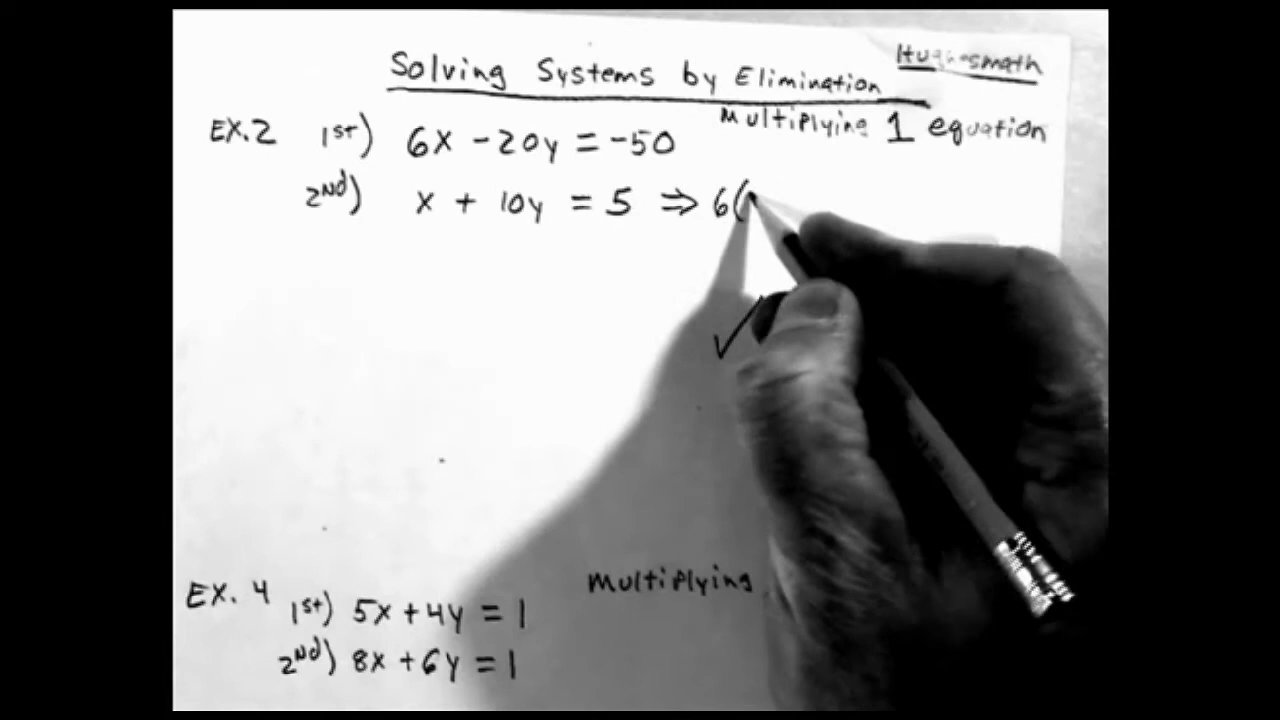 Solving Systems by Elimination
Hughesmath
Multiplying 1 equation
EX.2 1st) 6x -20y = -50
2nd) x + 10y = 5 ⇒ 6(
EX. 4 1st) 5x + 4y = 1
multiplying
2nd) 8x + 6y = 1